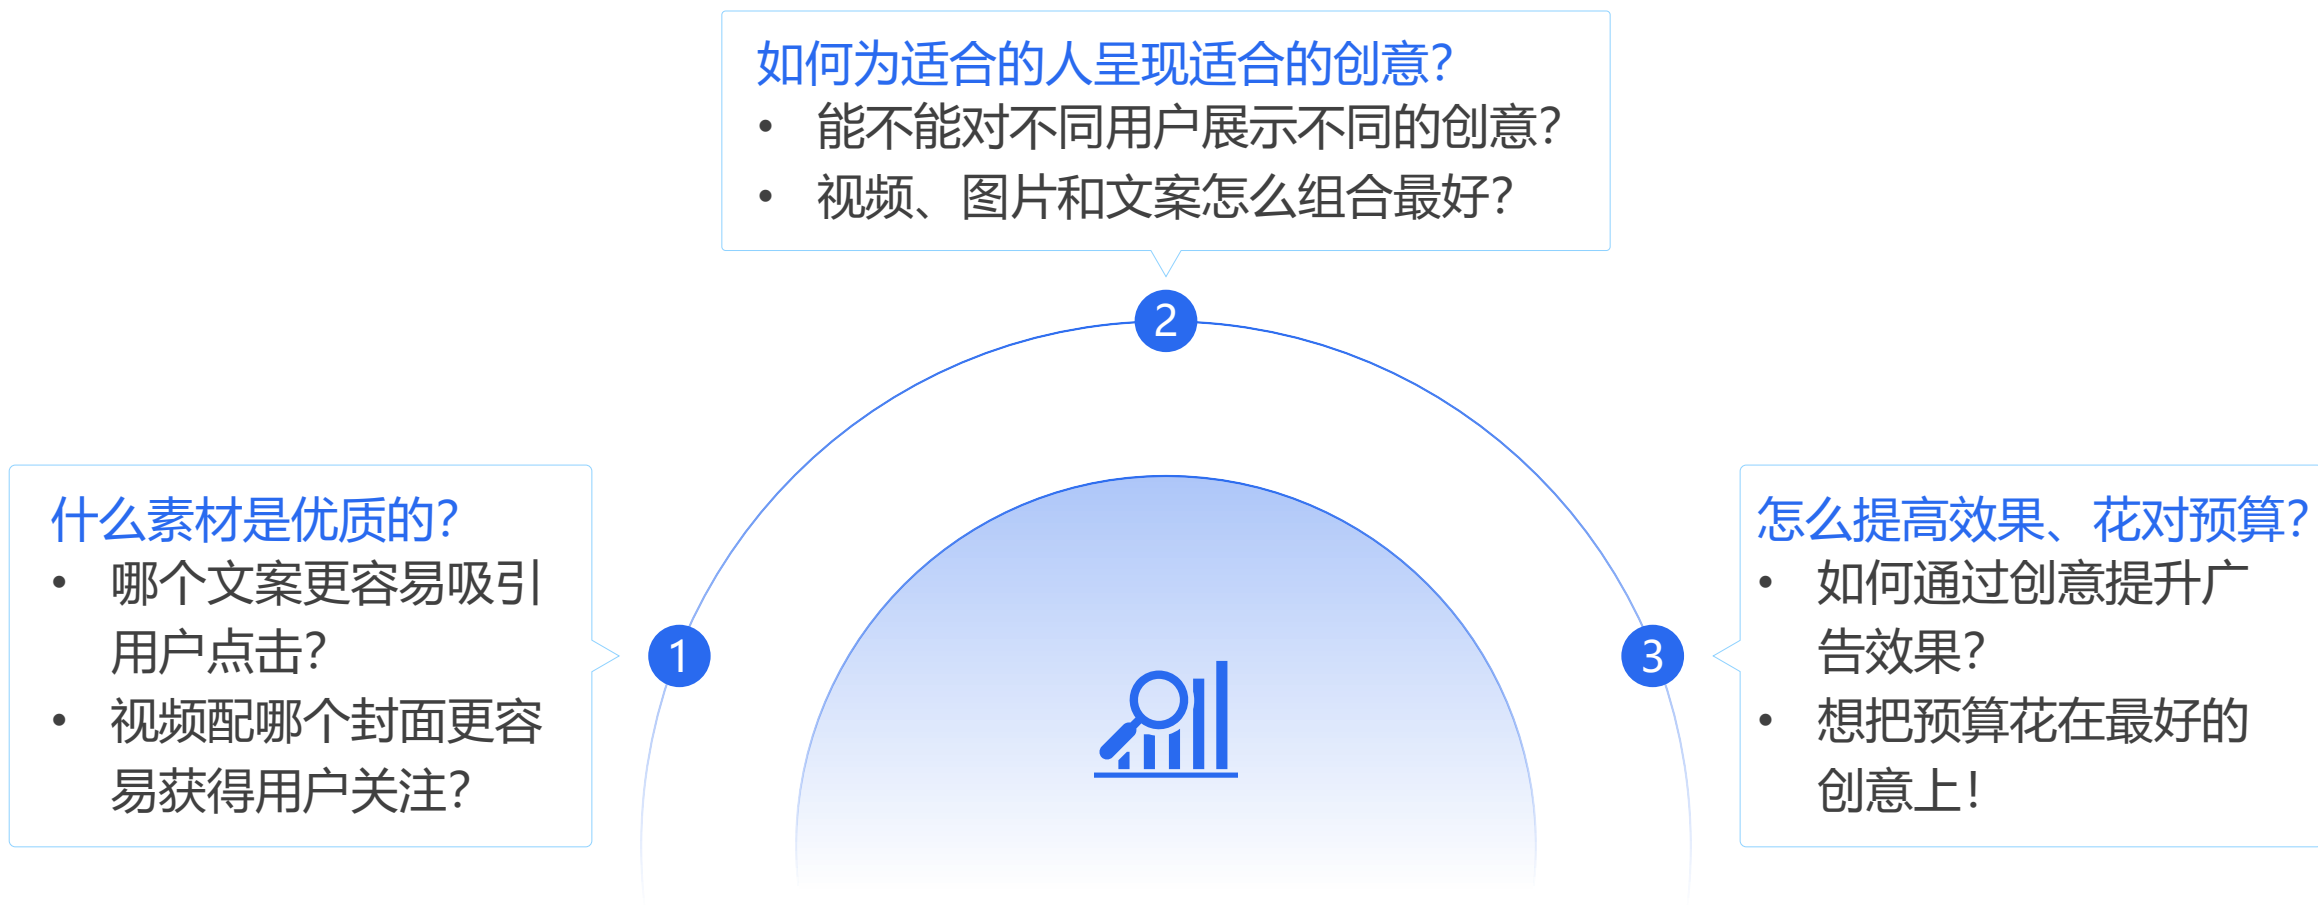 如何为适合的人呈现适合的创意？
• 能不能对不同用户展示不同的创意？
• 视频、图片和文案怎么组合最好？
2
什么素材是优质的？
• 哪个文案更容易吸引
用户点击？
• 视频配哪个封面更容
易获得用户关注？
1
3
怎么提高效果、花对预算？
• 如何通过创意提升广
告效果？
• 想把预算花在最好的
创意上！